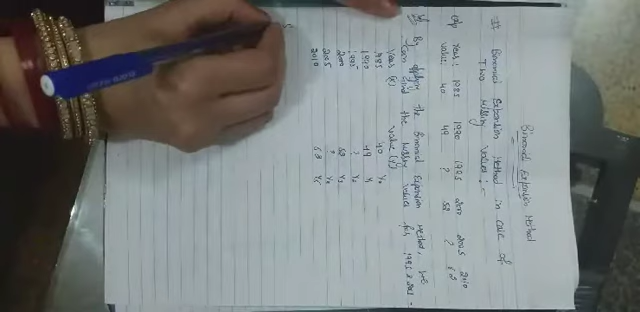 Binomial Expansion Method
II Binomial Expansion Method in case of
Two Missing Values :-
Year : 1985 1990 1995 2000 2005 2010
Value: 40 49 ? 58 ? 68
By applying the Binomial Expansion Method, we
can find the Missing values for 1995 &
Year (x) Value (Y)
1985 40 Y₀
1990 49 Y₁
1995 ? Y₂
2000 58 Y₃
2005 ? Y₄
2010 Y₅